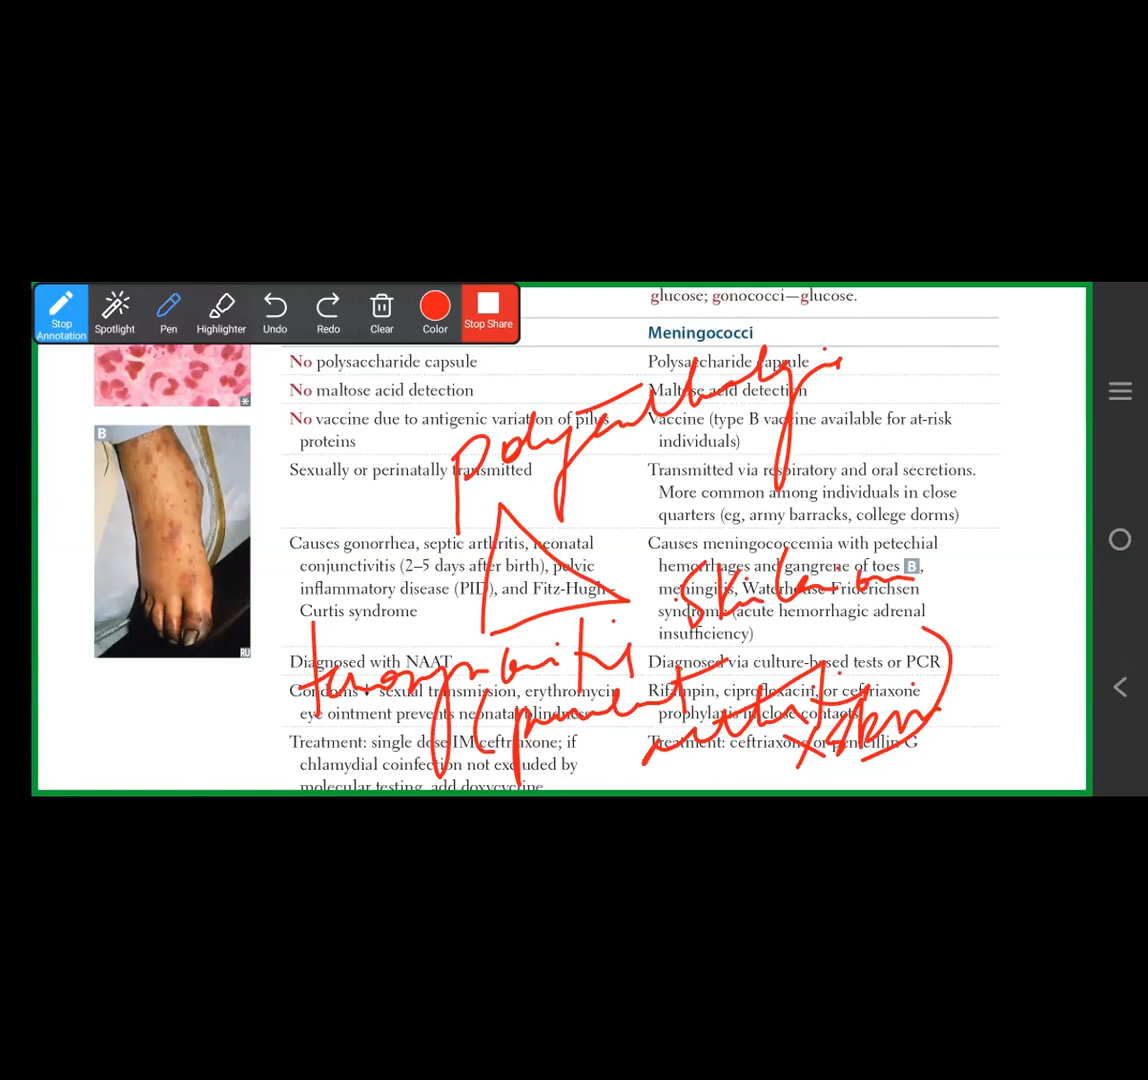 glucose; gonococci—glucose.
Stop Annotation
Spotlight
Pen
Highlighter
Undo
Redo
Clear
Color
Stop Share
Meningococci
No polysaccharide capsule
Polysaccharide capsule
No maltose acid detection
Maltose acid detection
No vaccine due to antigenic variation of pilus
proteins
Vaccine (type B vaccine available for at-risk
individuals)
Sexually or perinatally transmitted
Transmitted via respiratory and oral secretions.
More common among individuals in close
quarters (eg, army barracks, college dorms)
Causes gonorrhea, septic arthritis, neonatal
conjunctivitis (2–5 days after birth), pelvic
inflammatory disease (PID), and Fitz-Hugh–
Curtis syndrome
Causes meningococcemia with petechial
hemorrhages and gangrene of toes B,
meningitis, Waterhouse-Friderichsen
syndrome (acute hemorrhagic adrenal
insufficiency)
Diagnosed with NAAT
Diagnosed via culture-based tests or PCR
Condoms ↓ sexual transmission, erythromycin
eye ointment prevents neonatal blindness
Rifampin, ciprofloxacin, or ceftriaxone
prophylaxis in close contacts
Treatment: single dose IM ceftriaxone; if
chlamydial coinfection not excluded by
molecular testing, add doxycycline
Treatment: ceftriaxone or penicillin G
B
RU
polyarthralgia
skin lesion
(purulent
skin)